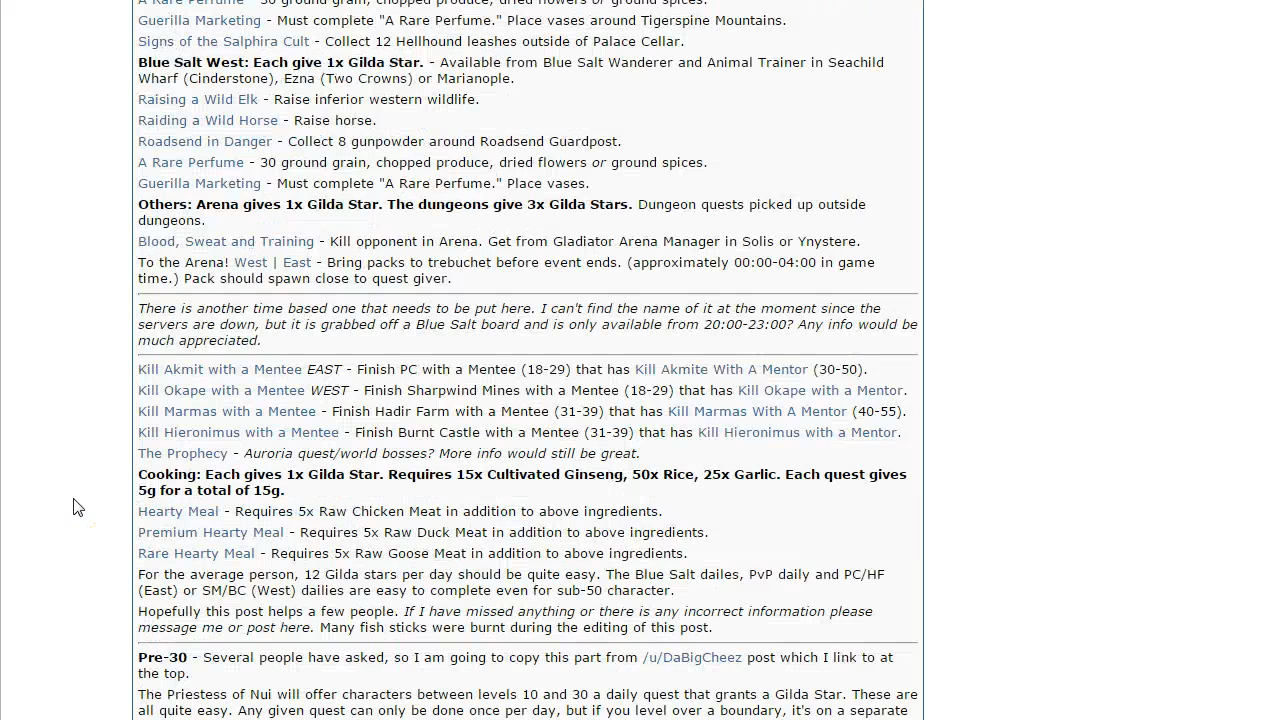 A Rare Perfume - 30 ground grain, chopped produce, dried flowers or ground spices.
Guerilla Marketing - Must complete "A Rare Perfume." Place vases around Tigerspine Mountains.
Signs of the Salphira Cult - Collect 12 Hellhound leashes outside of Palace Cellar.
Blue Salt West: Each give 1x Gilda Star. - Available from Blue Salt Wanderer and Animal Trainer in Seachild
Wharf (Cinderstone), Ezna (Two Crowns) or Marianople.
Raising a Wild Elk - Raise inferior western wildlife.
Raiding a Wild Horse - Raise horse.
Roadsend in Danger - Collect 8 gunpowder around Roadsend Guardpost.
A Rare Perfume - 30 ground grain, chopped produce, dried flowers or ground spices.
Guerilla Marketing - Must complete "A Rare Perfume." Place vases.
Others: Arena gives 1x Gilda Star. The dungeons give 3x Gilda Stars. Dungeon quests picked up outside
dungeons.
Blood, Sweat and Training - Kill opponent in Arena. Get from Gladiator Arena Manager in Solis or Ynystere.
To the Arena! West | East - Bring packs to trebuchet before event ends. (approximately 00:00-04:00 in game
time.) Pack should spawn close to quest giver.
There is another time based one that needs to be put here. I can't find the name of it at the moment since the
servers are down, but it is grabbed off a Blue Salt board and is only available from 20:00-23:00? Any info would be
much appreciated.
Kill Akmit with a Mentee EAST - Finish PC with a Mentee (18-29) that has Kill Akmite With A Mentor (30-50).
Kill Okape with a Mentee WEST - Finish Sharpwind Mines with a Mentee (18-29) that has Kill Okape with a Mentor.
Kill Marmas with a Mentee - Finish Hadir Farm with a Mentee (31-39) that has Kill Marmas With A Mentor (40-55).
Kill Hieronimus with a Mentee - Finish Burnt Castle with a Mentee (31-39) that has Kill Hieronimus with a Mentor.
The Prophecy - Auroria quest/world bosses? More info would still be great.
Cooking: Each gives 1x Gilda Star. Requires 15x Cultivated Ginseng, 50x Rice, 25x Garlic. Each quest gives
5g for a total of 15g.
Hearty Meal - Requires 5x Raw Chicken Meat in addition to above ingredients.
Premium Hearty Meal - Requires 5x Raw Duck Meat in addition to above ingredients.
Rare Hearty Meal - Requires 5x Raw Goose Meat in addition to above ingredients.
For the average person, 12 Gilda stars per day should be quite easy. The Blue Salt dailes, PvP daily and PC/HF
(East) or SM/BC (West) dailies are easy to complete even for sub-50 character.
Hopefully this post helps a few people. If I have missed anything or there is any incorrect information please
message me or post here. Many fish sticks were burnt during the editing of this post.
Pre-30 - Several people have asked, so I am going to copy this part from /u/DaBigCheez post which I link to at
the top.
The Priestess of Nui will offer characters between levels 10 and 30 a daily quest that grants a Gilda Star. These are
all quite easy. Any given quest can only be done once per day, but if you level over a boundary, it's on a separate